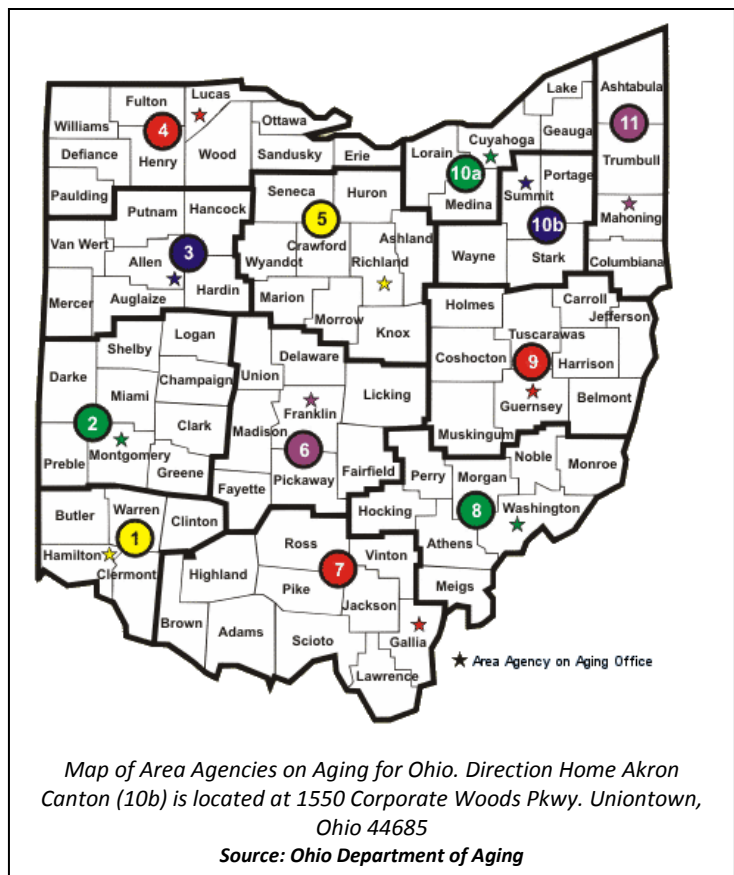 Lake
Ashtabula
Lucas
Fulton
Williams
4
Ottawa
Cuyahoga
Geauga
11
Defiance
Henry
Wood
Sandusky
Erie
Lorain
10a
Trumbull
Paulding
Seneca
Huron
Medina
Summit
Portage
Mahoning
Putnam
Hancock
5
10b
Van Wert
3
Crawford
Ashland
Wayne
Stark
Columbiana
Allen
Wyandot
Richland
Mercer
Auglaize
Hardin
Marion
Morrow
Knox
Holmes
Carroll
Jefferson
Logan
Tuscarawas
Shelby
Delaware
Coshocton
9
Harrison
Darke
Champaign
Union
Licking
Miami
Franklin
Guernsey
Belmont
2
Clark
Madison
Muskingum
Montgomery
6
Preble
Greene
Pickaway
Fairfield
Perry
Morgan
Noble
Monroe
Fayette
Butler
Warren
Clinton
Hocking
8
Washington
1
Hamilton
Ross
Vinton
Athens
Clermont
Highland
7
Pike
Meigs
Jackson
Brown
Adams
Scioto
Gallia
Lawrence
Area Agency on Aging Office
Map of Area Agencies on Aging for Ohio. Direction Home Akron
Canton (10b) is located at 1550 Corporate Woods Pkwy. Uniontown,
Ohio 44685
Source: Ohio Department of Aging